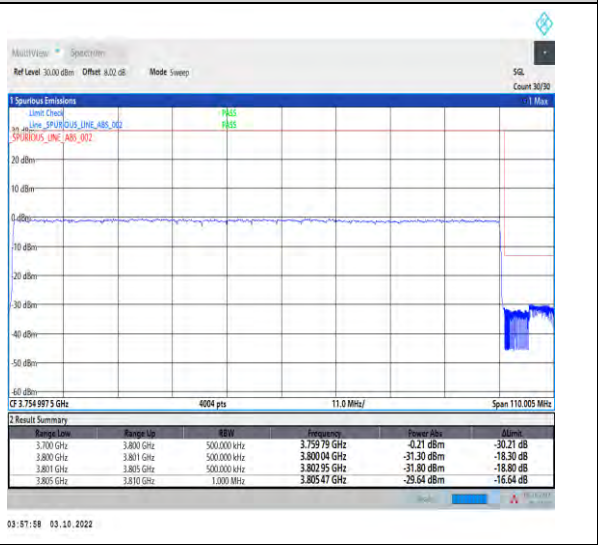 MultiView Spectrum
Ref Level 30.00 dBm Offset 8.02 dB Mode Sweep SGL
Count 30/30
1 Spurious Emissions 1 Max
Limit Check PASS
Line _SPURIOUS_LINE_ABS_002 PASS
_SPURIOUS_LINE_ABS_002
20 dBm
10 dBm
0 dBm
-10 dBm
-20 dBm
-30 dBm
-40 dBm
-50 dBm
-60 dBm
CF 3.754 997 5 GHz 4004 pts 11.0 MHz/ Span 110.005 MHz
2 Result Summary
Range Low Range Up RBW Frequency Power Abs ΔLimit
3.700 GHz 3.800 GHz 500.000 kHz 3.759 79 GHz -0.21 dBm -30.21 dB
3.800 GHz 3.801 GHz 500.000 kHz 3.800 04 GHz -31.30 dBm -18.30 dB
3.801 GHz 3.805 GHz 500.000 kHz 3.802 95 GHz -31.80 dBm -18.80 dB
3.805 GHz 3.810 GHz 1.000 MHz 3.805 47 GHz -29.64 dBm -16.64 dB
03:57:58 03.10.2022